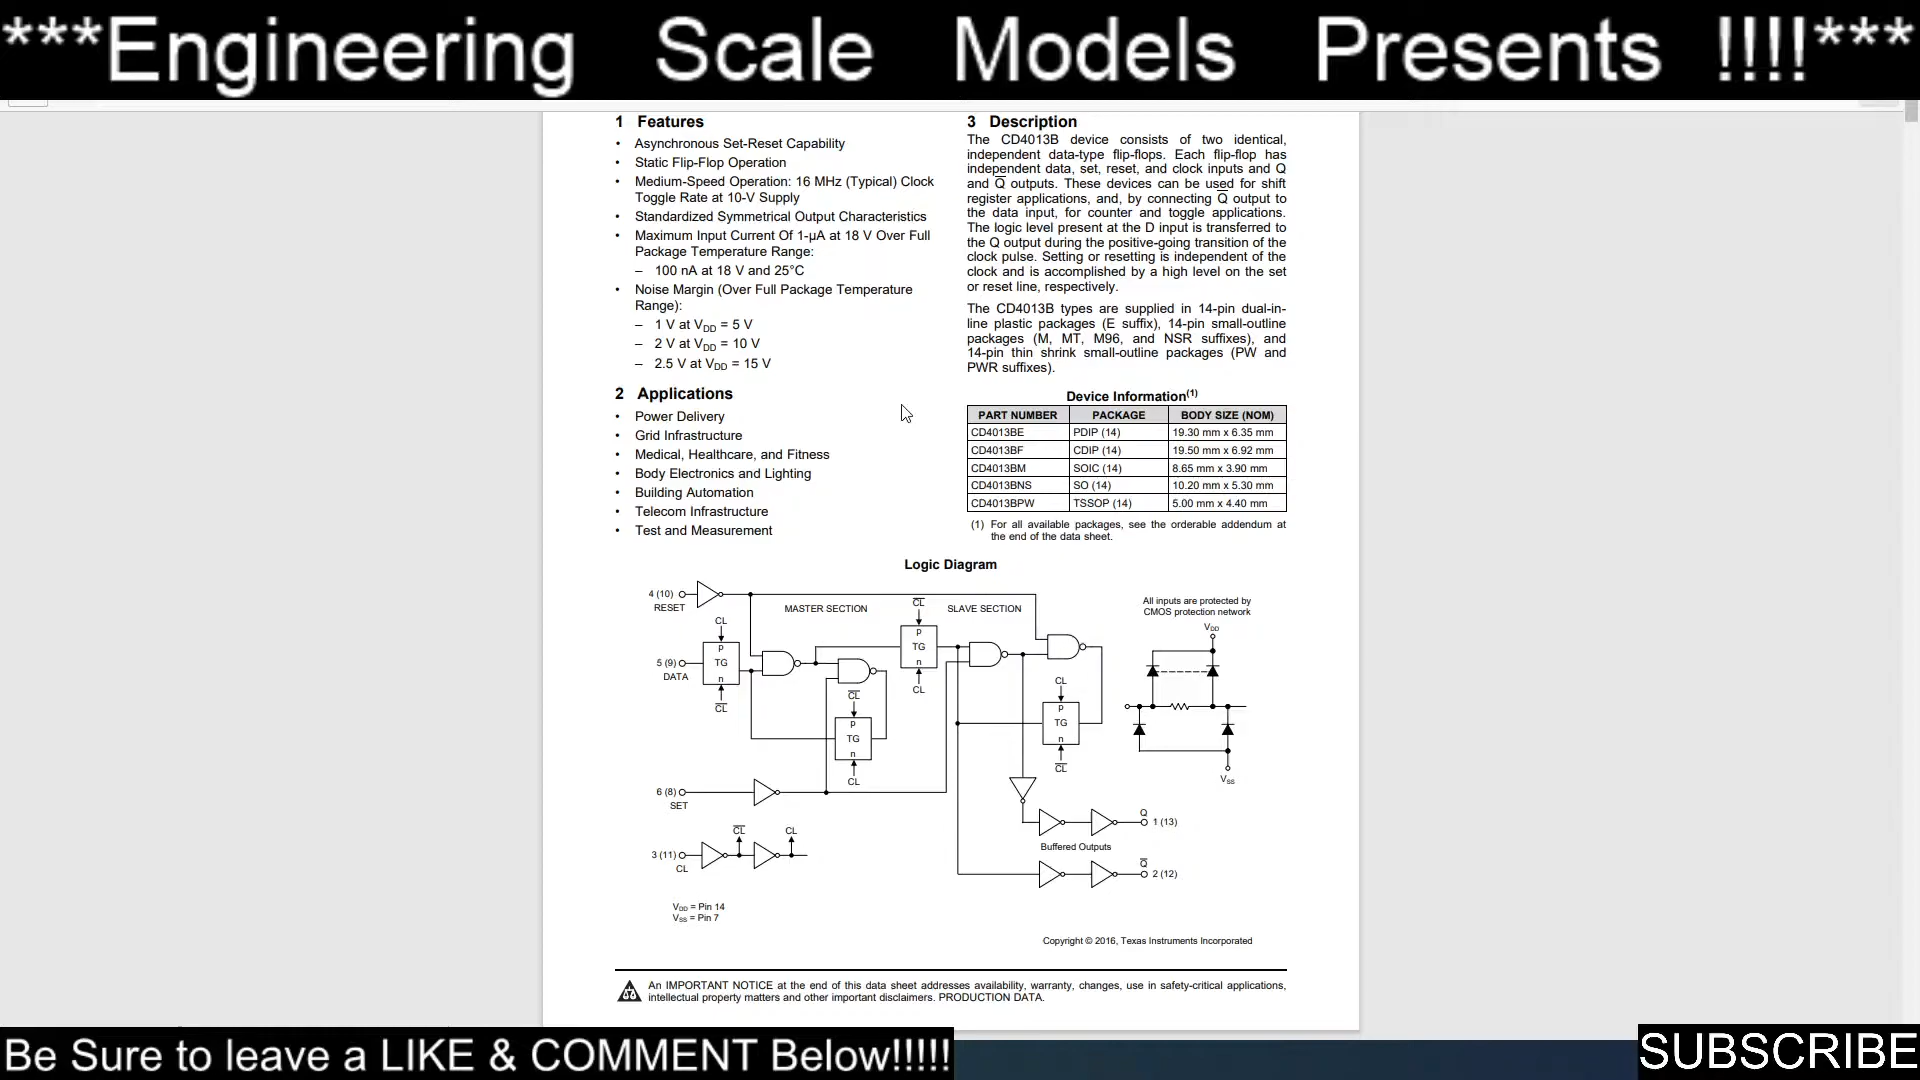 ***Engineering Scale Models Presents !!!!***
1 Features
• Asynchronous Set-Reset Capability
• Static Flip-Flop Operation
• Medium-Speed Operation: 16 MHz (Typical) Clock
Toggle Rate at 10-V Supply
• Standardized Symmetrical Output Characteristics
• Maximum Input Current Of 1-µA at 18 V Over Full
Package Temperature Range:
– 100 nA at 18 V and 25°C
• Noise Margin (Over Full Package Temperature
Range):
– 1 V at VDD = 5 V
– 2 V at VDD = 10 V
– 2.5 V at VDD = 15 V
2 Applications
• Power Delivery
• Grid Infrastructure
• Medical, Healthcare, and Fitness
• Body Electronics and Lighting
• Building Automation
• Telecom Infrastructure
• Test and Measurement
3 Description
The CD4013B device consists of two identical,
independent data-type flip-flops. Each flip-flop has
independent data, set, reset, and clock inputs and Q
and Q̅ outputs. These devices can be used for shift
register applications, and, by connecting Q̅ output to
the data input, for counter and toggle applications.
The logic level present at the D input is transferred to
the Q output during the positive-going transition of the
clock pulse. Setting or resetting is independent of the
clock and is accomplished by a high level on the set
or reset line, respectively.
The CD4013B types are supplied in 14-pin dual-in-
line plastic packages (E suffix), 14-pin small-outline
packages (M, MT, M96, and NSR suffixes), and
14-pin thin shrink small-outline packages (PW and
PWR suffixes).
Device Information(1)
PART NUMBER PACKAGE BODY SIZE (NOM)
CD4013BE PDIP (14) 19.30 mm x 6.35 mm
CD4013BF CDIP (14) 19.50 mm x 6.92 mm
CD4013BM SOIC (14) 8.65 mm x 3.90 mm
CD4013BNS SO (14) 10.20 mm x 5.30 mm
CD4013BPW TSSOP (14) 5.00 mm x 4.40 mm
(1) For all available packages, see the orderable addendum at
the end of the data sheet.
Logic Diagram
4 (10)
RESET
MASTER SECTION
C̅L̅
SLAVE SECTION
All inputs are protected by
CMOS protection network
VDD
CL
p
TG
n
C̅L̅
5 (9)
DATA
p
TG
n
CL
C̅L̅
p
TG
n
CL
CL
p
TG
n
C̅L̅
VSS
6 (8)
SET
C̅L̅
CL
3 (11)
CL
Q
1 (13)
Buffered Outputs
Q̅
2 (12)
VDD = Pin 14
VSS = Pin 7
Copyright © 2016, Texas Instruments Incorporated
An IMPORTANT NOTICE at the end of this data sheet addresses availability, warranty, changes, use in safety-critical applications,
intellectual property matters and other important disclaimers. PRODUCTION DATA.
Be Sure to leave a LIKE & COMMENT Below!!!!!
SUBSCRIBE